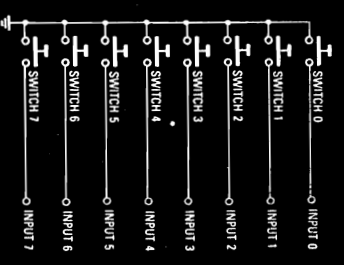 SWITCH 7
SWITCH 6
SWITCH 5
SWITCH 4
SWITCH 3
SWITCH 2
SWITCH 1
SWITCH 0
INPUT 7
INPUT 6
INPUT 5
INPUT 4
INPUT 3
INPUT 2
INPUT 1
INPUT 0